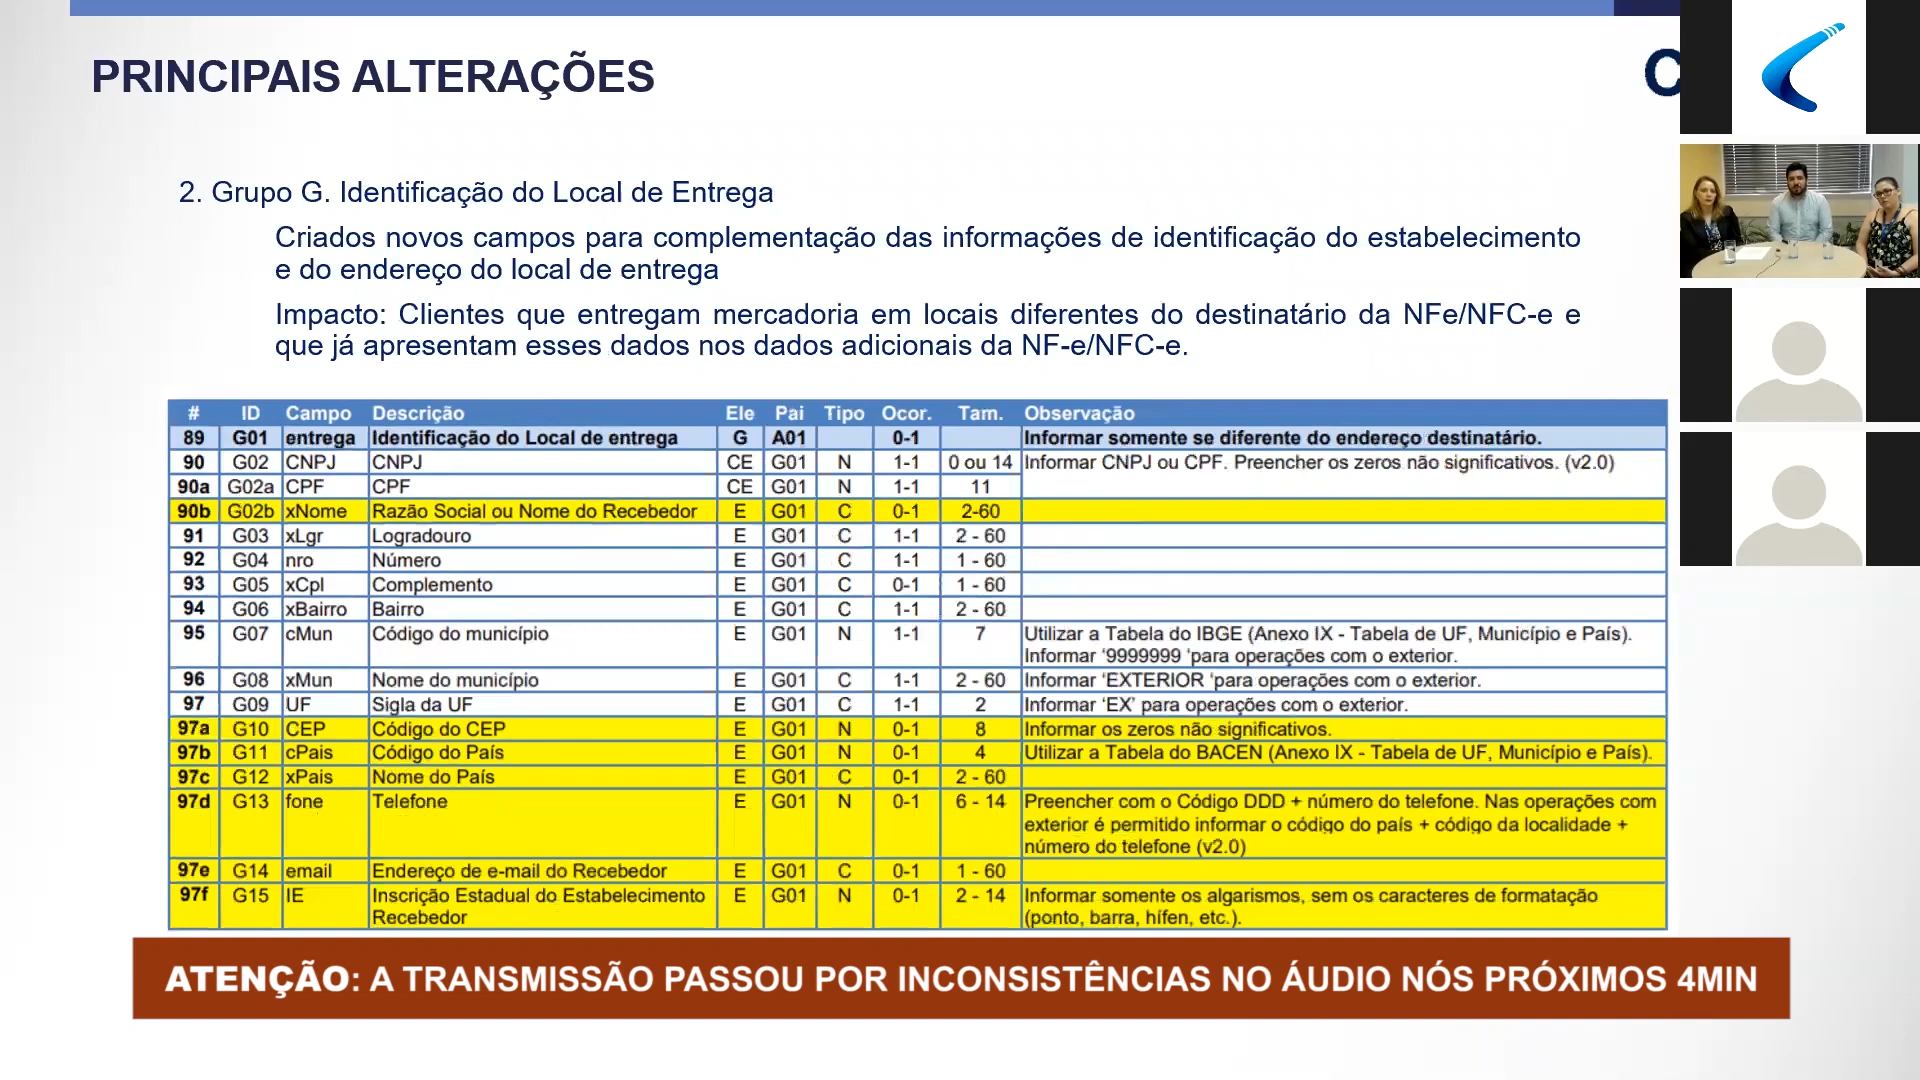 PRINCIPAIS ALTERAÇÕES
C
2. Grupo G. Identificação do Local de Entrega
Criados novos campos para complementação das informações de identificação do estabelecimento
e do endereço do local de entrega
Impacto: Clientes que entregam mercadoria em locais diferentes do destinatário da NFe/NFC-e e
que já apresentam esses dados nos dados adicionais da NF-e/NFC-e.
# ID Campo Descrição Ele Pai Tipo Ocor. Tam. Observação
89 G01 entrega Identificação do Local de entrega G A01 0-1 Informar somente se diferente do endereço destinatário.
90 G02 CNPJ CNPJ CE G01 N 1-1 0 ou 14 Informar CNPJ ou CPF. Preencher os zeros não significativos. (v2.0)
90a G02a CPF CPF CE G01 N 1-1 11
90b G02b xNome Razão Social ou Nome do Recebedor E G01 C 0-1 2-60
91 G03 xLgr Logradouro E G01 C 1-1 2 - 60
92 G04 nro Número E G01 C 1-1 1 - 60
93 G05 xCpl Complemento E G01 C 0-1 1 - 60
94 G06 xBairro Bairro E G01 C 1-1 2 - 60
95 G07 cMun Código do município E G01 N 1-1 7 Utilizar a Tabela do IBGE (Anexo IX - Tabela de UF, Município e País).
Informar '9999999 'para operações com o exterior.
96 G08 xMun Nome do município E G01 C 1-1 2 - 60 Informar 'EXTERIOR 'para operações com o exterior.
97 G09 UF Sigla da UF E G01 C 1-1 2 Informar 'EX' para operações com o exterior.
97a G10 CEP Código do CEP E G01 N 0-1 8 Informar os zeros não significativos.
97b G11 cPais Código do País E G01 N 0-1 4 Utilizar a Tabela do BACEN (Anexo IX - Tabela de UF, Município e País).
97c G12 xPais Nome do País E G01 C 0-1 2 - 60
97d G13 fone Telefone E G01 N 0-1 6 - 14 Preencher com o Código DDD + número do telefone. Nas operações com
exterior é permitido informar o código do país + código da localidade +
número do telefone (v2.0)
97e G14 email Endereço de e-mail do Recebedor E G01 C 0-1 1 - 60
97f G15 IE Inscrição Estadual do Estabelecimento E G01 N 0-1 2 - 14 Informar somente os algarismos, sem os caracteres de formatação
Recebedor (ponto, barra, hífen, etc.).
ATENÇÃO: A TRANSMISSÃO PASSOU POR INCONSISTÊNCIAS NO ÁUDIO NÓS PRÓXIMOS 4MIN